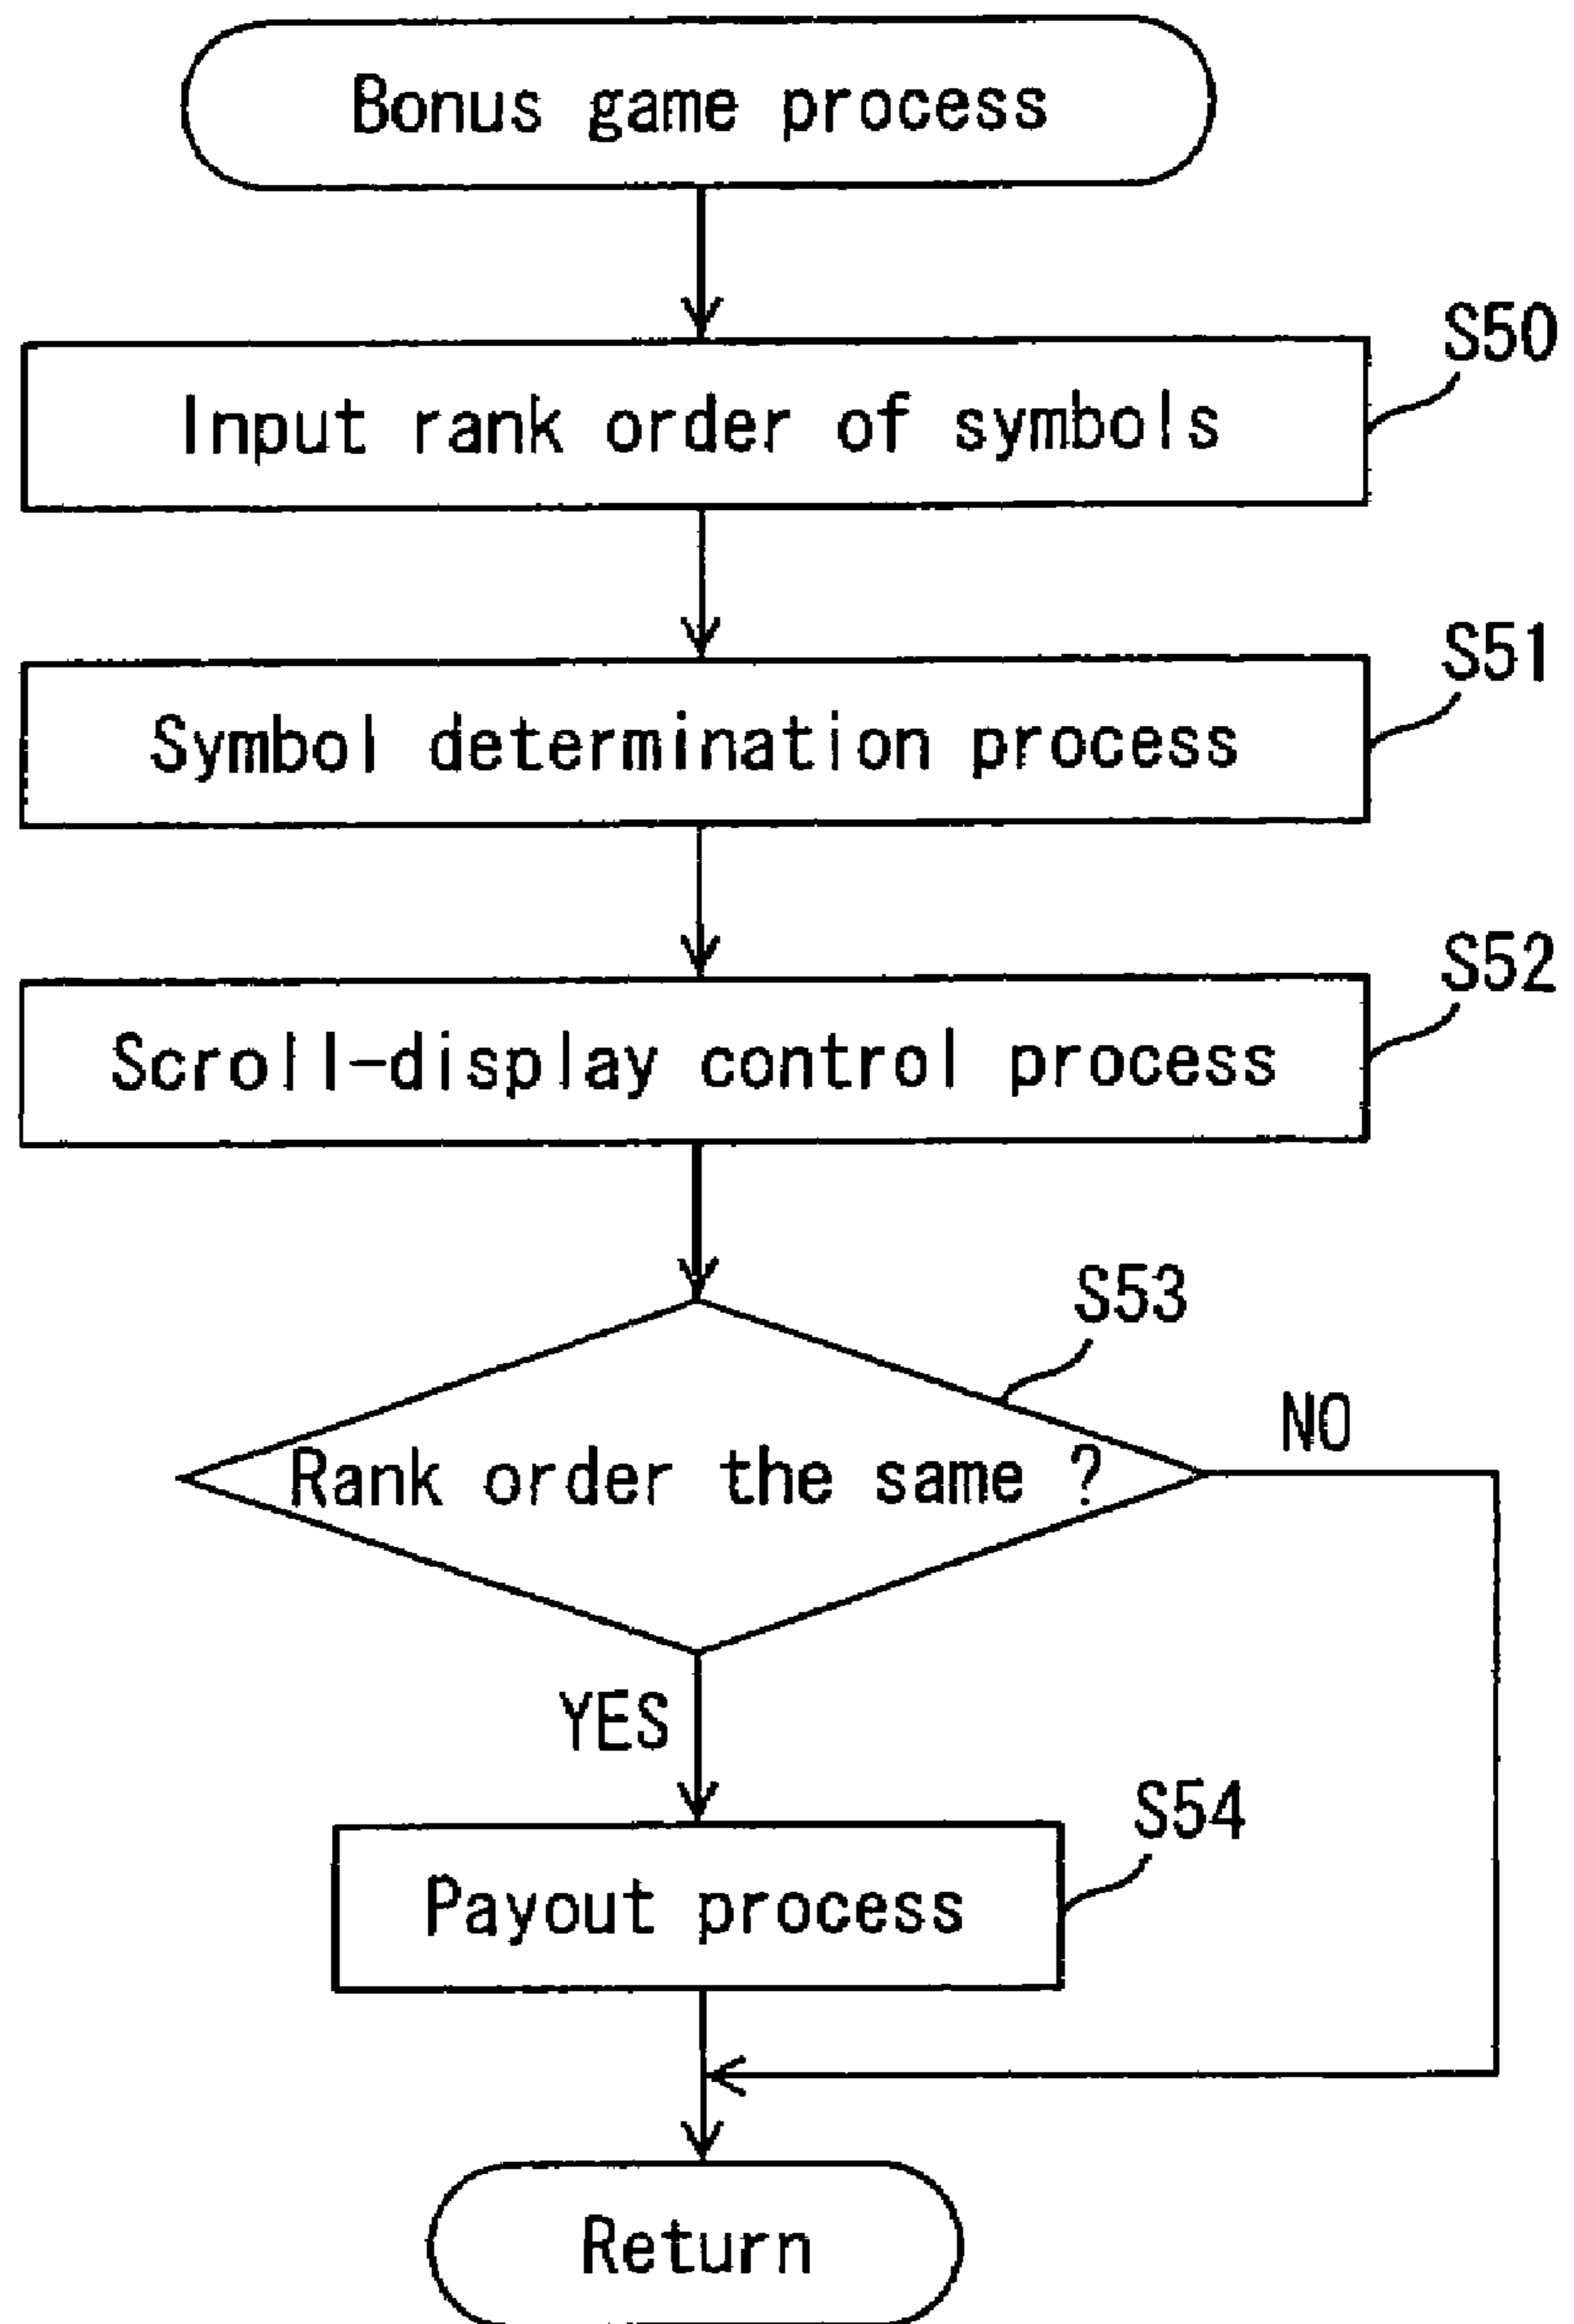 Bonus game process
S50
Input rank order of symbols
S51
Symbol determination process
S52
Scroll-display control process
S53
NO
Rank order the same ?
YES
S54
Payout process
Return